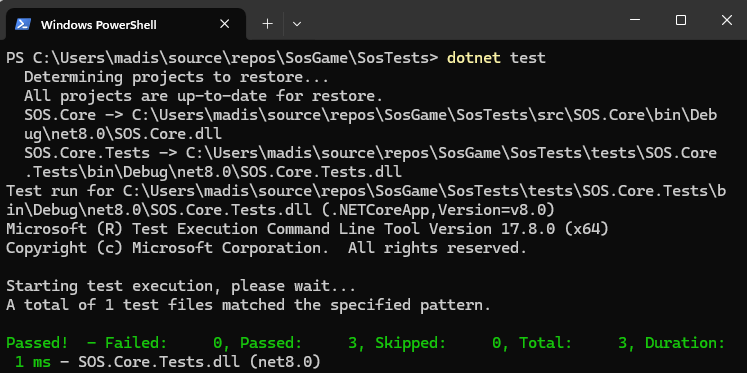 Windows PowerShell
PS C:\Users\madis\source\repos\SosGame\SosTests> dotnet test
  Determining projects to restore...
  All projects are up-to-date for restore.
  SOS.Core -> C:\Users\madis\source\repos\SosGame\SosTests\src\SOS.Core\bin\Deb
  ug\net8.0\SOS.Core.dll
  SOS.Core.Tests -> C:\Users\madis\source\repos\SosGame\SosTests\tests\SOS.Core
  .Tests\bin\Debug\net8.0\SOS.Core.Tests.dll
Test run for C:\Users\madis\source\repos\SosGame\SosTests\tests\SOS.Core.Tests\b
in\Debug\net8.0\SOS.Core.Tests.dll (.NETCoreApp,Version=v8.0)
Microsoft (R) Test Execution Command Line Tool Version 17.8.0 (x64)
Copyright (c) Microsoft Corporation.  All rights reserved.

Starting test execution, please wait...
A total of 1 test files matched the specified pattern.

Passed!  - Failed:     0, Passed:     3, Skipped:     0, Total:     3, Duration:
 1 ms - SOS.Core.Tests.dll (net8.0)